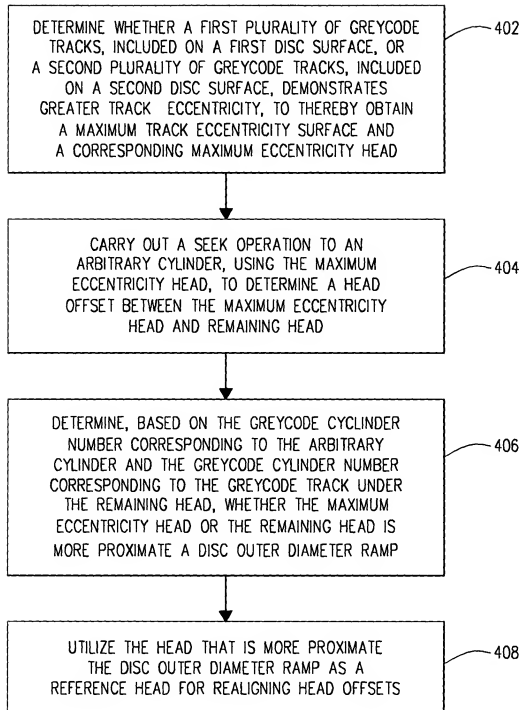 DETERMINE WHETHER A FIRST PLURALITY OF GREYCODE
TRACKS, INCLUDED ON A FIRST DISC SURFACE, OR
A SECOND PLURALITY OF GREYCODE TRACKS, INCLUDED
ON A SECOND DISC SURFACE, DEMONSTRATES
GREATER TRACK ECCENTRICITY, TO THEREBY OBTAIN
A MAXIMUM TRACK ECCENTRICITY SURFACE AND
A CORRESPONDING MAXIMUM ECCENTRICITY HEAD
402
CARRY OUT A SEEK OPERATION TO AN
ARBITRARY CYLINDER, USING THE MAXIMUM
ECCENTRICITY HEAD, TO DETERMINE A HEAD
OFFSET BETWEEN THE MAXIMUM ECCENTRICITY
HEAD AND REMAINING HEAD
404
DETERMINE, BASED ON THE GREYCODE CYCLINDER
NUMBER CORRESPONDING TO THE ARBITRARY
CYLINDER AND THE GREYCODE CYLINDER NUMBER
CORRESPONDING TO THE GREYCODE TRACK UNDER
THE REMAINING HEAD, WHETHER THE MAXIMUM
ECCENTRICITY HEAD OR THE REMAINING HEAD IS
MORE PROXIMATE A DISC OUTER DIAMETER RAMP
406
UTILIZE THE HEAD THAT IS MORE PROXIMATE
THE DISC OUTER DIAMETER RAMP AS A
REFERENCE HEAD FOR REALIGNING HEAD OFFSETS
408